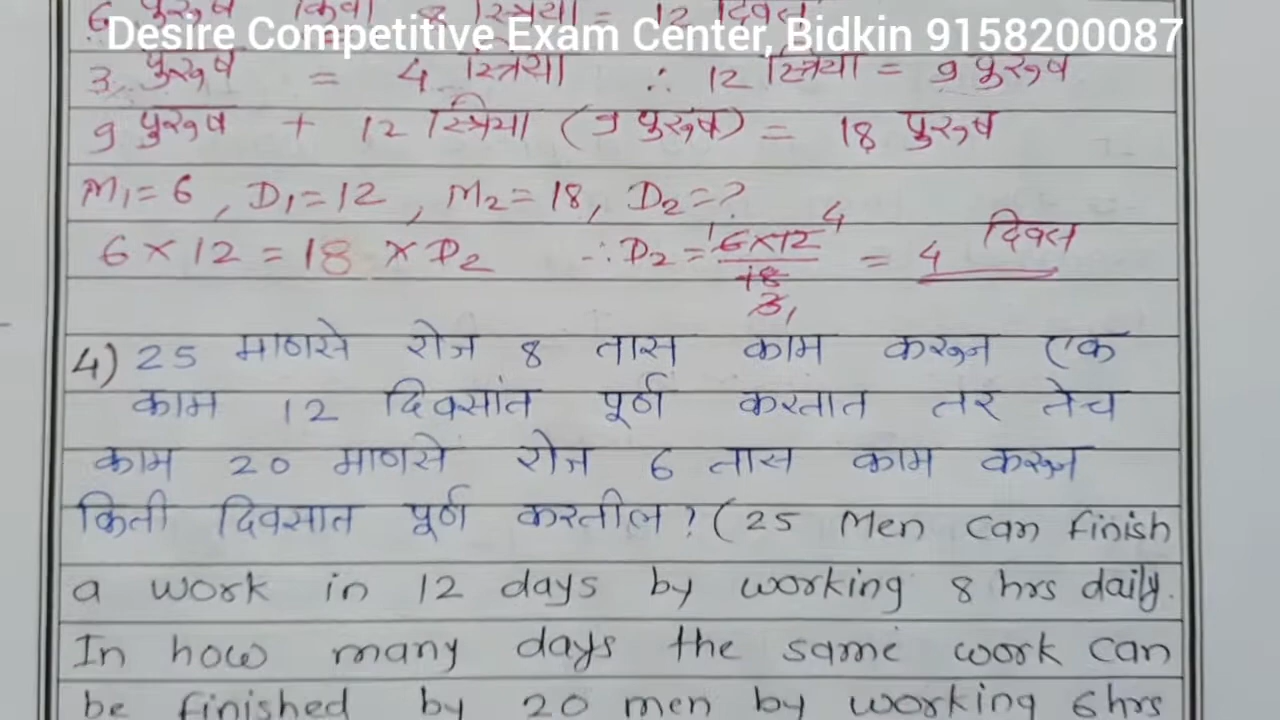 6 पुरुष किंवा 8 स्त्रिया = 12 दिवस
Desire Competitive Exam Center, Bidkin 9158200087
3 पुरुष = 4 स्त्रिया ∴ 12 स्त्रिया = 9 पुरुष
9 पुरुष + 12 स्त्रिया (9 पुरुष) = 18 पुरुष
M₁=6 , D₁=12 , M₂=18, D₂=?
6 × 12 = 18 × D₂ ∴D₂ = 6×12/18 = 4 दिवस
4) 25 माणसे रोज 8 तास काम करून एक
काम 12 दिवसांत पूर्ण करतात तर तेच
काम 20 माणसे रोज 6 तास काम करून
किती दिवसात पूर्ण करतील? (25 Men can finish
a work in 12 days by working 8 hrs daily.
In how many days the same work can
be finished by 20 men by working 6hrs